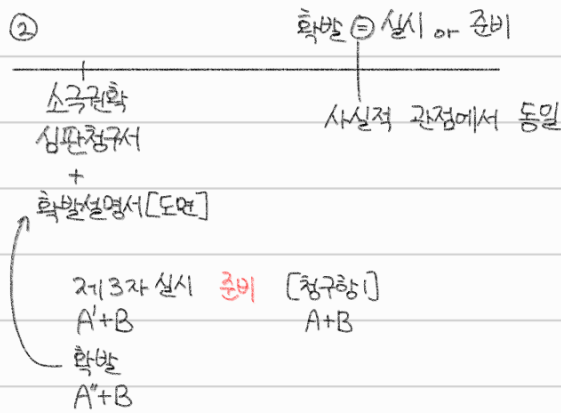 ②
확발 ⊜ 실시 or 준비
소극권확
심판청구서
+
확발설명서[도면]
사실적 관점에서 동일
제3자 실시 준비 [청구항1]
A'+B A+B
확발
A"+B